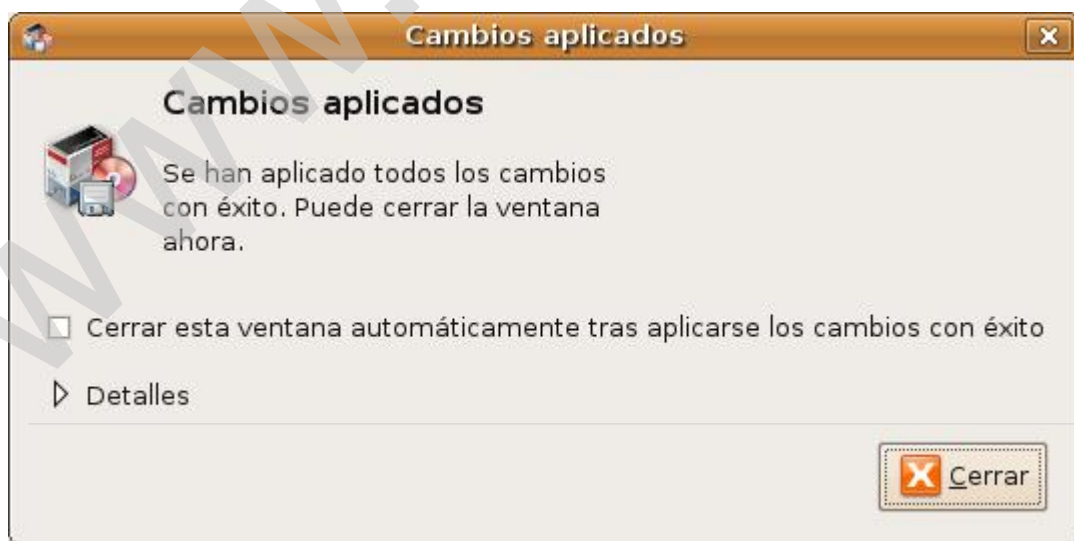 Cambios aplicados
Cambios aplicados
Se han aplicado todos los cambios
con éxito. Puede cerrar la ventana
ahora.
Cerrar esta ventana automáticamente tras aplicarse los cambios con éxito
Detalles
Cerrar
www.